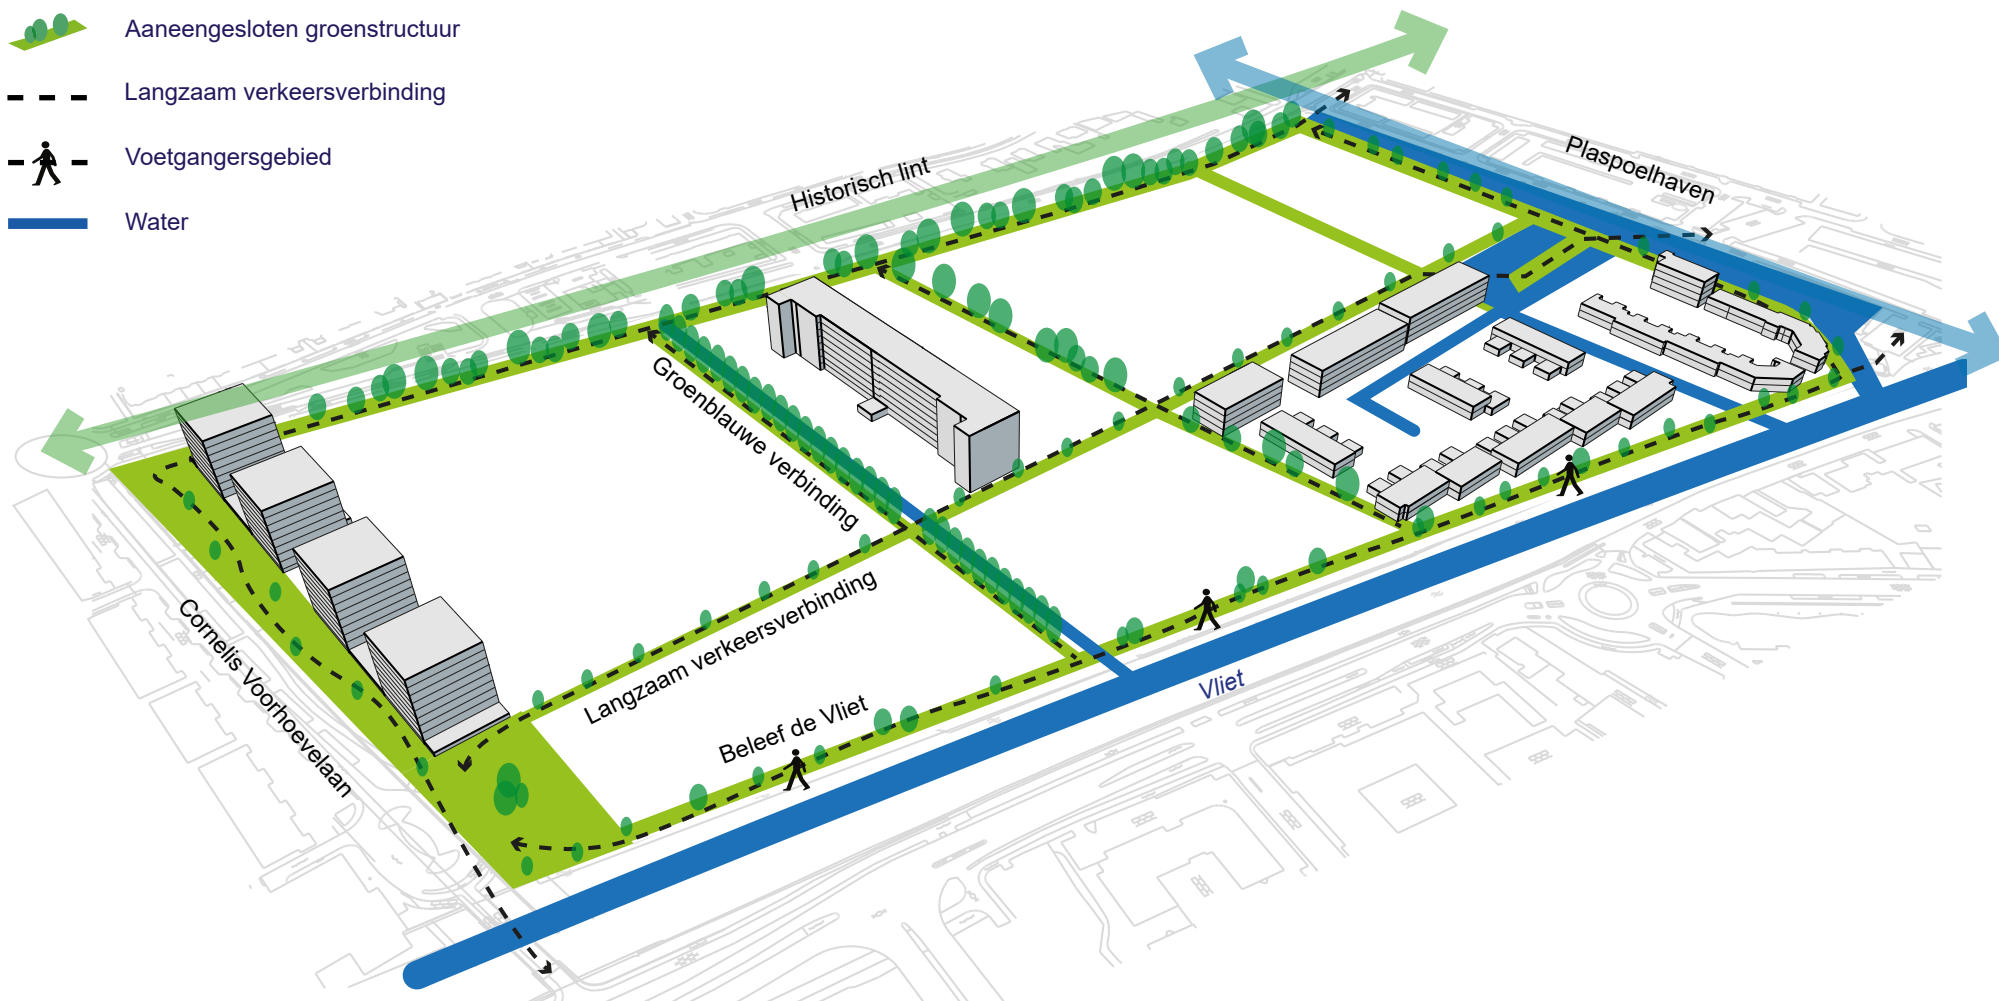 Aaneengesloten groenstructuur
Langzaam verkeersverbinding
Voetgangersgebied
Water
Historisch lint
Plaspoelhaven
Groenblauwe verbinding
Langzaam verkeersverbinding
Cornelis Voorhoevelaan
Beleef de Vliet
Vliet